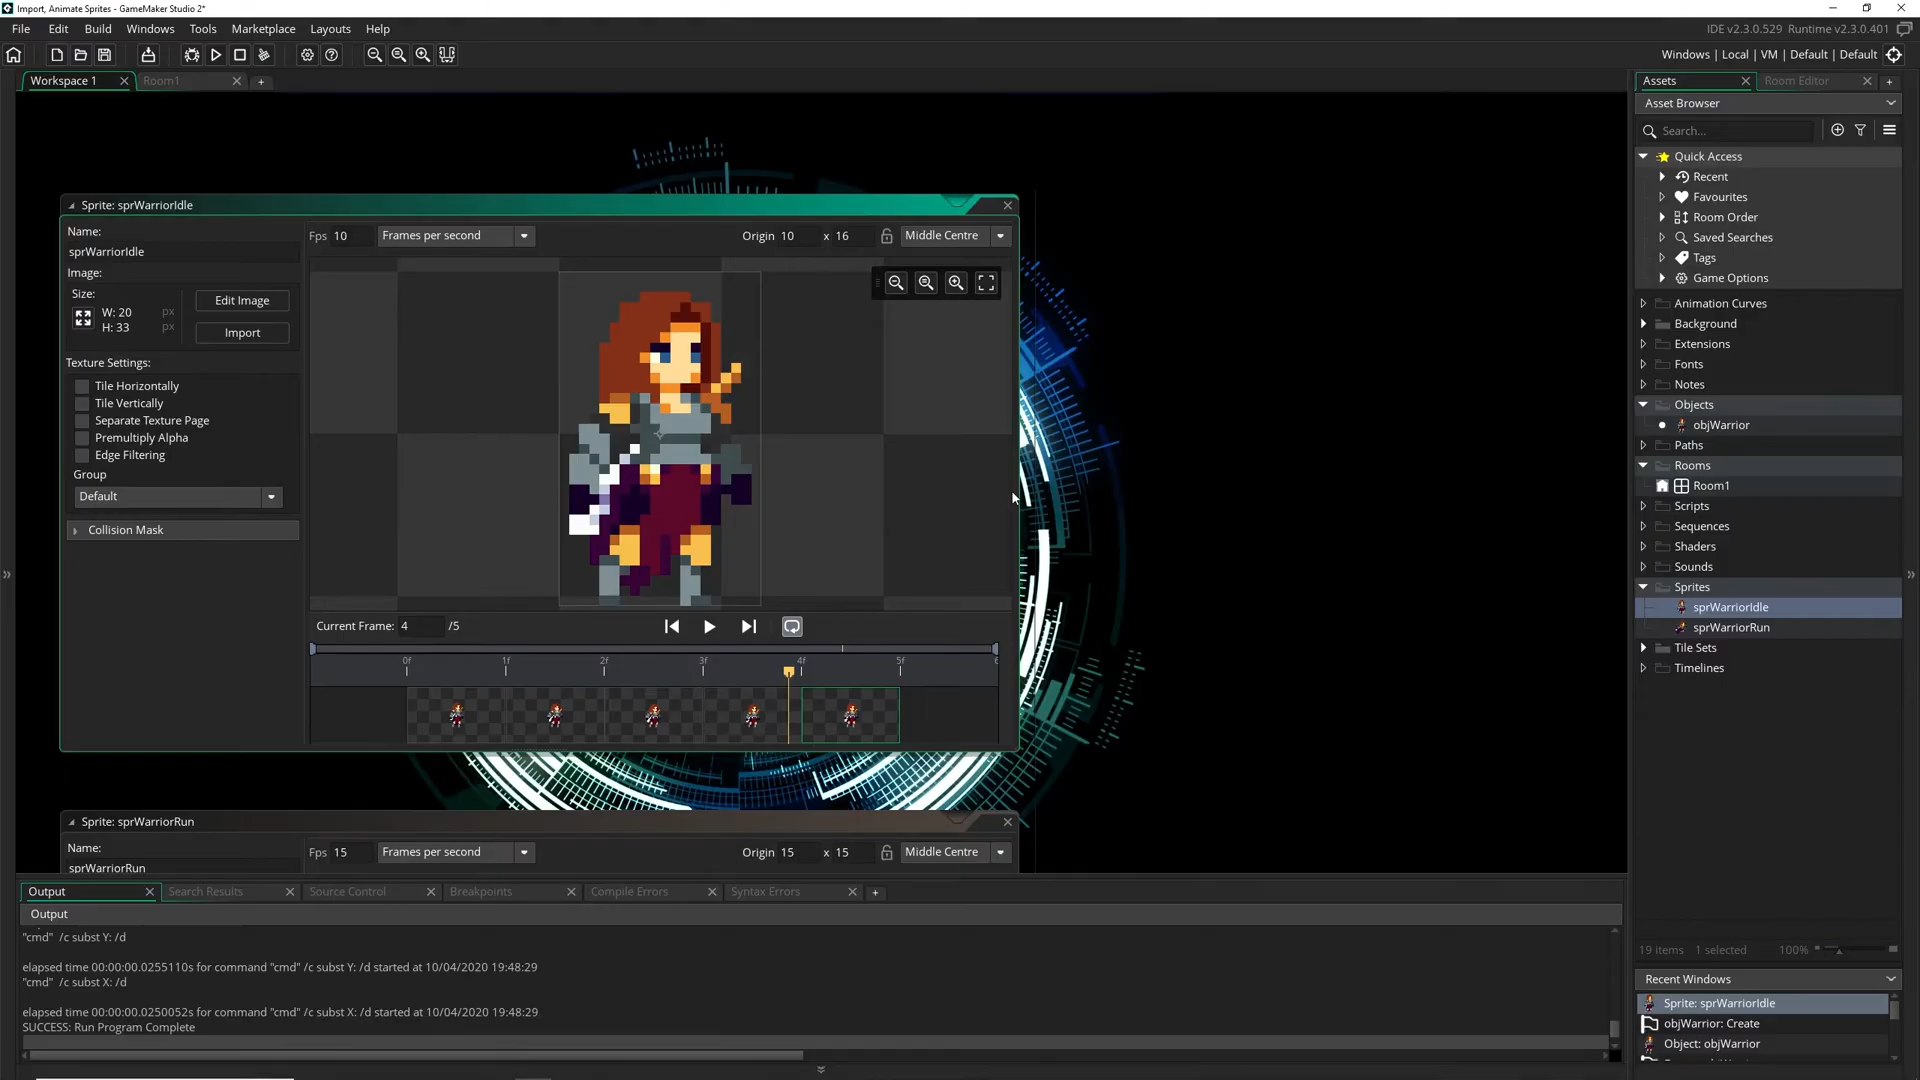 Import, Animate Sprites - GameMaker Studio 2*
File Edit Build Windows Tools Marketplace Layouts Help
IDE v2.3.0.529 Runtime v2.3.0.401
Windows | Local | VM | Default | Default
Workspace 1
Room1
Sprite: sprWarriorIdle
Name:
sprWarriorIdle
Image:
Size:
W: 20 px
H: 33 px
Edit Image
Import
Texture Settings:
Tile Horizontally
Tile Vertically
Separate Texture Page
Premultiply Alpha
Edge Filtering
Group
Default
Collision Mask
Fps 10 Frames per second
Origin 10 x 16 Middle Centre
Current Frame: 4 /5
0f 1f 2f 3f 4f 5f 6
Sprite: sprWarriorRun
Name:
sprWarriorRun
Fps 15 Frames per second
Origin 15 x 15 Middle Centre
Output
Search Results
Source Control
Breakpoints
Compile Errors
Syntax Errors
Output
"cmd" /c subst Y: /d
elapsed time 00:00:00.0255110s for command "cmd" /c subst Y: /d started at 10/04/2020 19:48:29
"cmd" /c subst X: /d
elapsed time 00:00:00.0250052s for command "cmd" /c subst X: /d started at 10/04/2020 19:48:29
SUCCESS: Run Program Complete
Assets
Room Editor
Asset Browser
Search...
Quick Access
Recent
Favourites
Room Order
Saved Searches
Tags
Game Options
Animation Curves
Background
Extensions
Fonts
Notes
Objects
objWarrior
Paths
Rooms
Room1
Scripts
Sequences
Shaders
Sounds
Sprites
sprWarriorIdle
sprWarriorRun
Tile Sets
Timelines
19 items 1 selected 100%
Recent Windows
Sprite: sprWarriorIdle
objWarrior: Create
Object: objWarrior